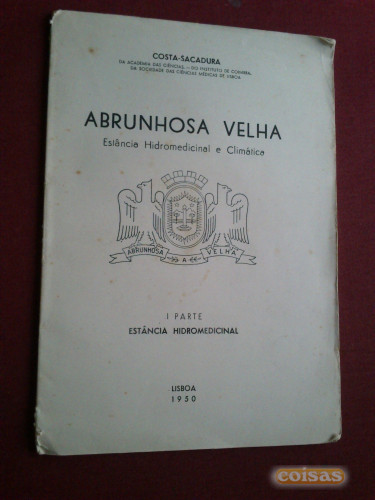 COSTA-SACADURA
DA ACADEMIA DAS CIÊNCIAS, - DO INSTITUTO DE COIMBRA,
DA SOCIEDADE DAS CIÊNCIAS MÉDICAS DE LISBOA
ABRUNHOSA VELHA
Estância Hidromedicinal e Climática
ABRUNHOSA A VELHA
I PARTE
ESTÂNCIA HIDROMEDICINAL
LISBOA
1950
coisas